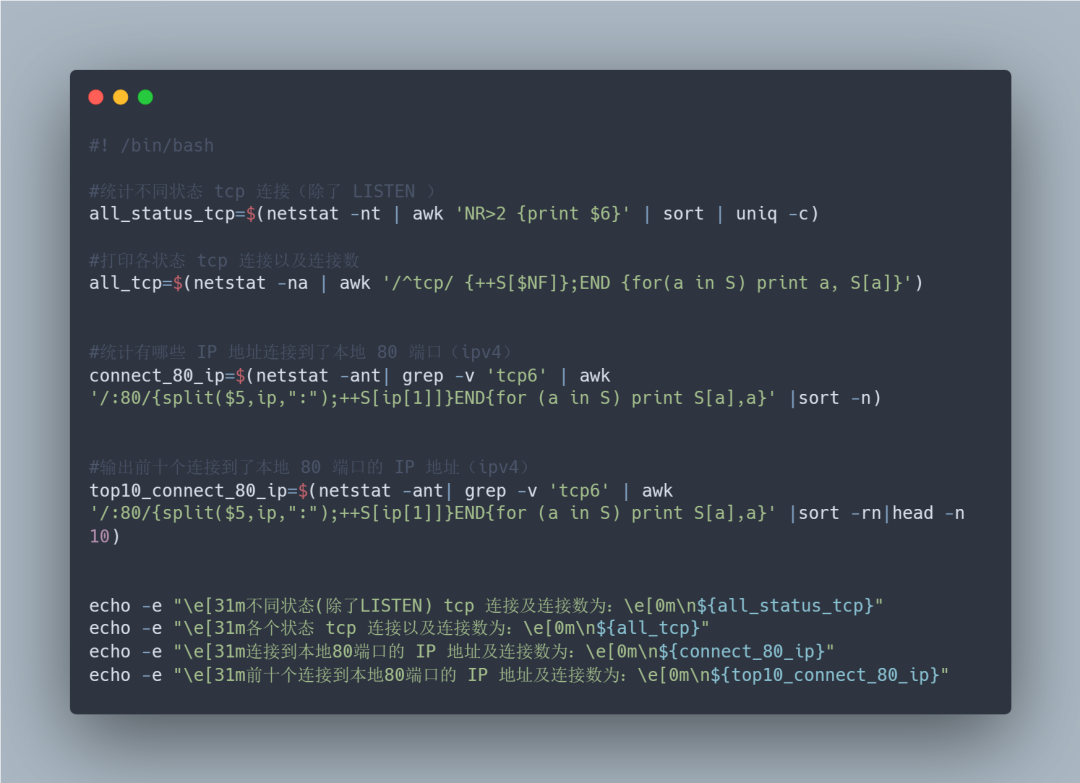 #! /bin/bash
#统计不同状态 tcp 连接（除了 LISTEN ）
all_status_tcp=$(netstat -nt | awk 'NR>2 {print $6}' | sort | uniq -c)
#打印各状态 tcp 连接以及连接数
all_tcp=$(netstat -na | awk '/^tcp/ {++S[$NF]};END {for(a in S) print a, S[a]}')
#统计有哪些 IP 地址连接到了本地 80 端口（ipv4）
connect_80_ip=$(netstat -ant| grep -v 'tcp6' | awk
'/:80/{split($5,ip,":");++S[ip[1]]}END{for (a in S) print S[a],a}' |sort -n)
#输出前十个连接到了本地 80 端口的 IP 地址（ipv4）
top10_connect_80_ip=$(netstat -ant| grep -v 'tcp6' | awk
'/:80/{split($5,ip,":");++S[ip[1]]}END{for (a in S) print S[a],a}' |sort -rn|head -n
10)
echo -e "\e[31m不同状态(除了LISTEN) tcp 连接及连接数为：\e[0m\n${all_status_tcp}"
echo -e "\e[31m各个状态 tcp 连接以及连接数为：\e[0m\n${all_tcp}"
echo -e "\e[31m连接到本地80端口的 IP 地址及连接数为：\e[0m\n${connect_80_ip}"
echo -e "\e[31m前十个连接到本地80端口的 IP 地址及连接数为：\e[0m\n${top10_connect_80_ip}"